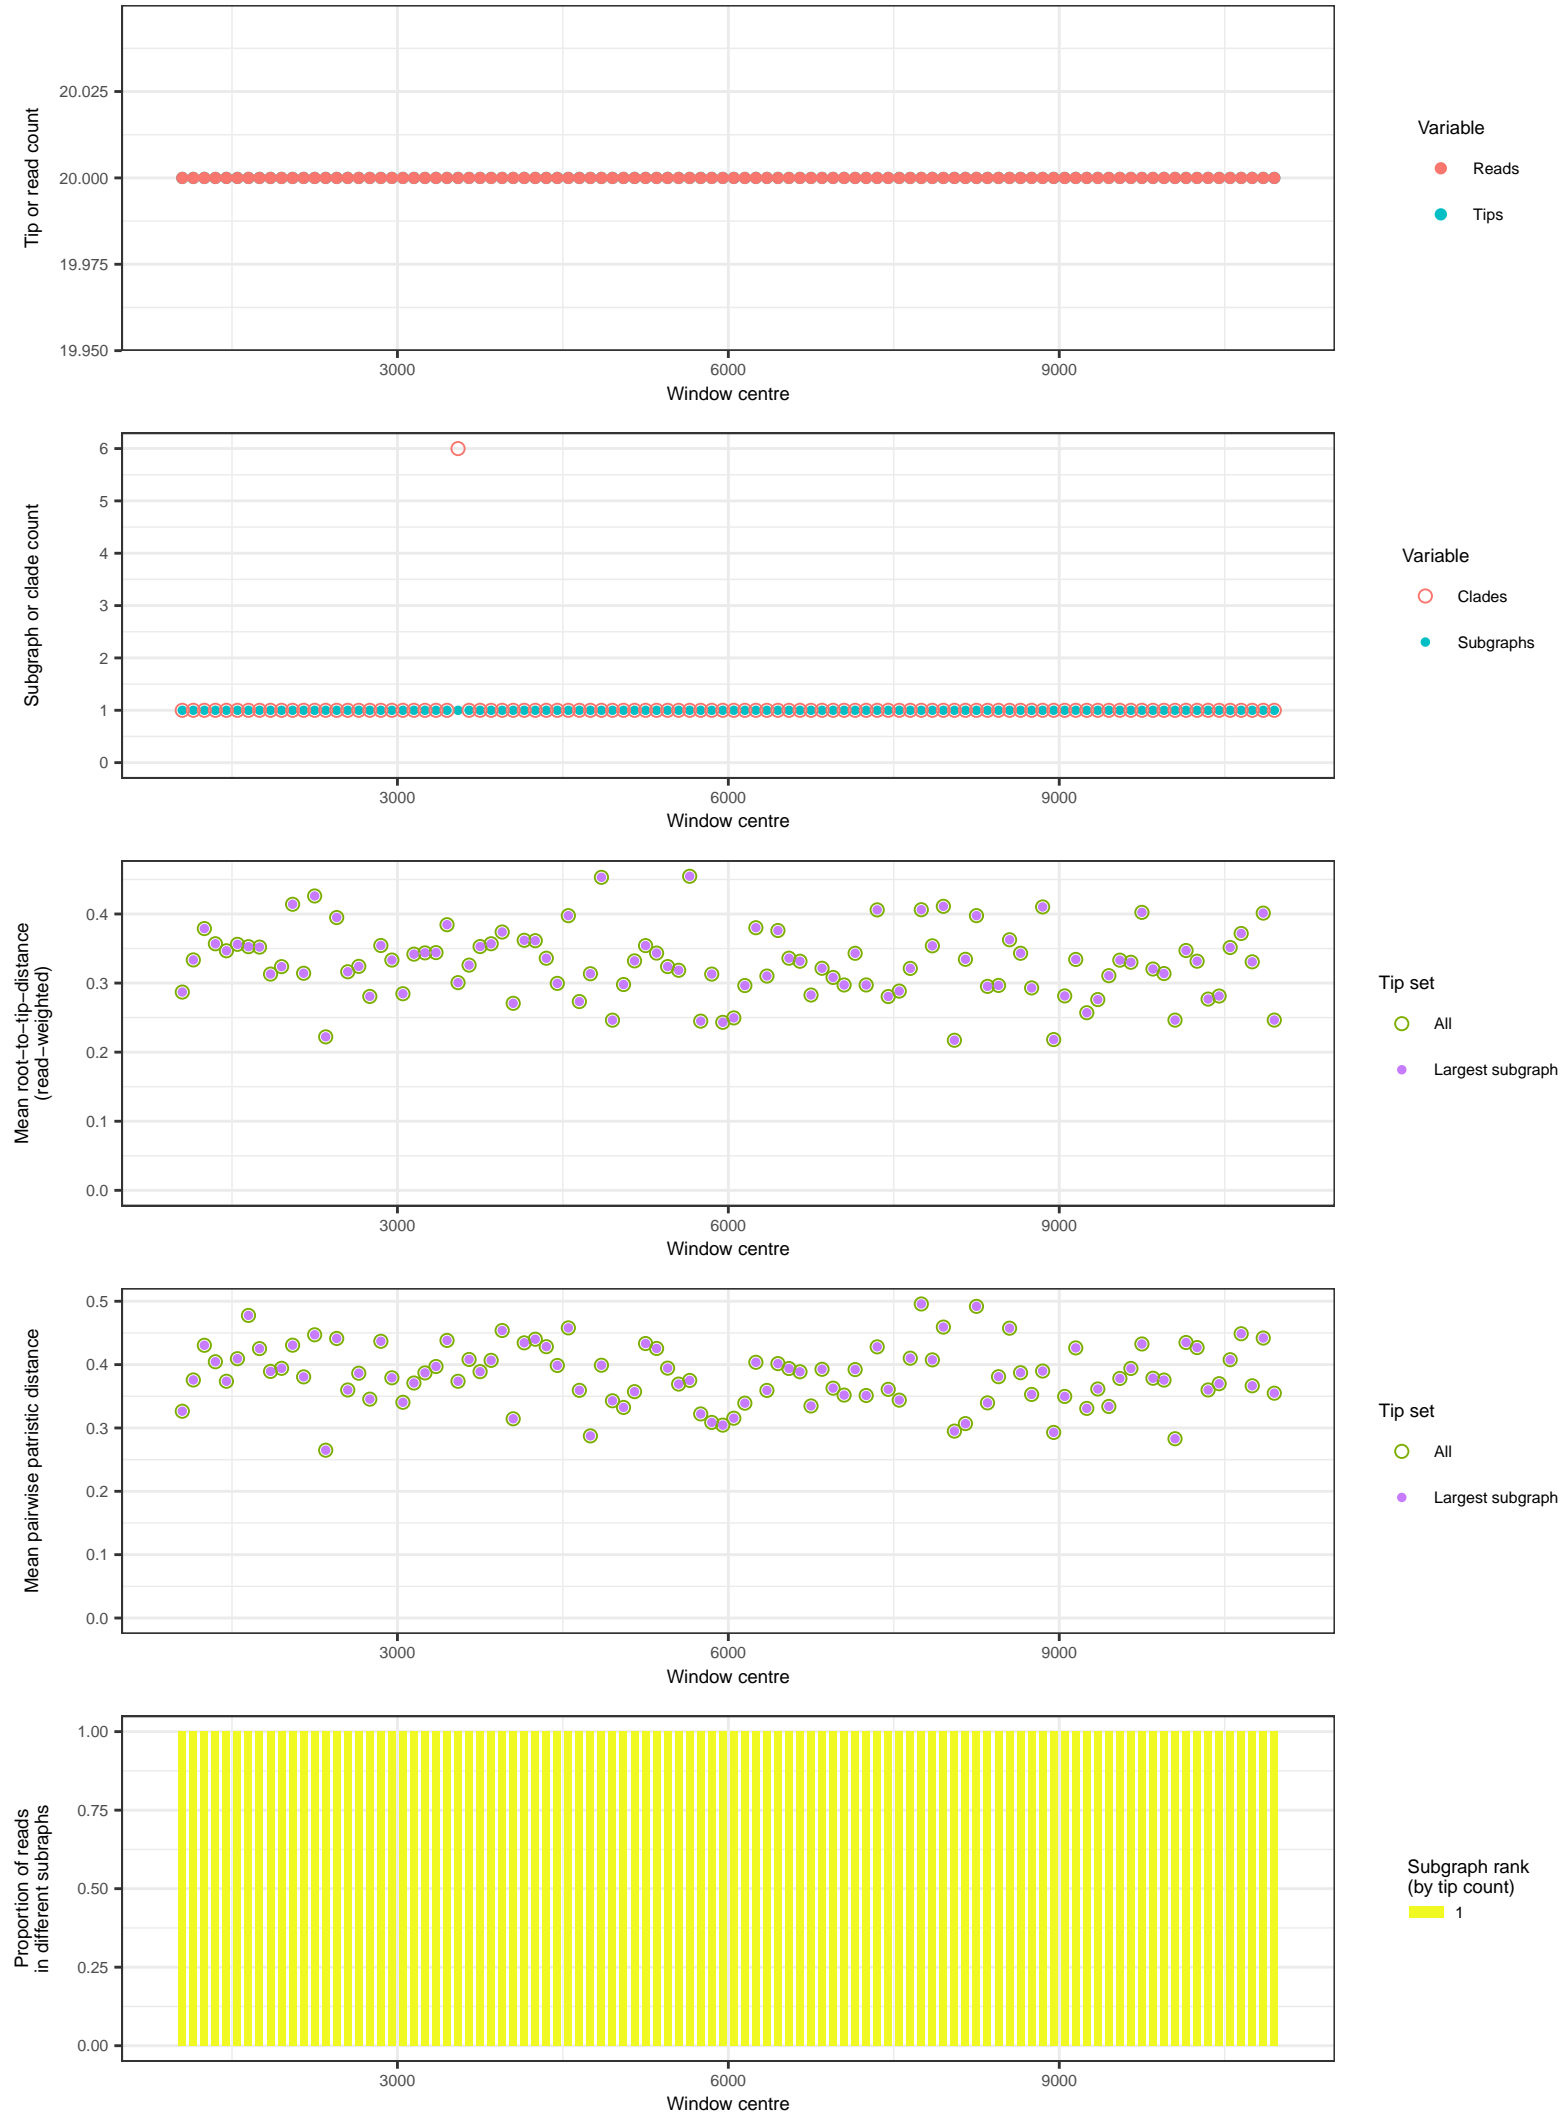 Tip or read count
20.025
20.000
19.975
19.950
3000
6000
9000
Window centre
Variable
Reads
Tips
Subgraph or clade count
6
5
4
3
2
1
0
3000
6000
9000
Window centre
Variable
Clades
Subgraphs
Mean root−to−tip−distance
(read−weighted)
0.4
0.3
0.2
0.1
0.0
3000
6000
9000
Window centre
Tip set
All
Largest subgraph
Mean pairwise patristic distance
0.5
0.4
0.3
0.2
0.1
0.0
3000
6000
9000
Window centre
Tip set
All
Largest subgraph
Proportion of reads
in different subraphs
1.00
0.75
0.50
0.25
0.00
3000
6000
9000
Window centre
Subgraph rank
(by tip count)
1